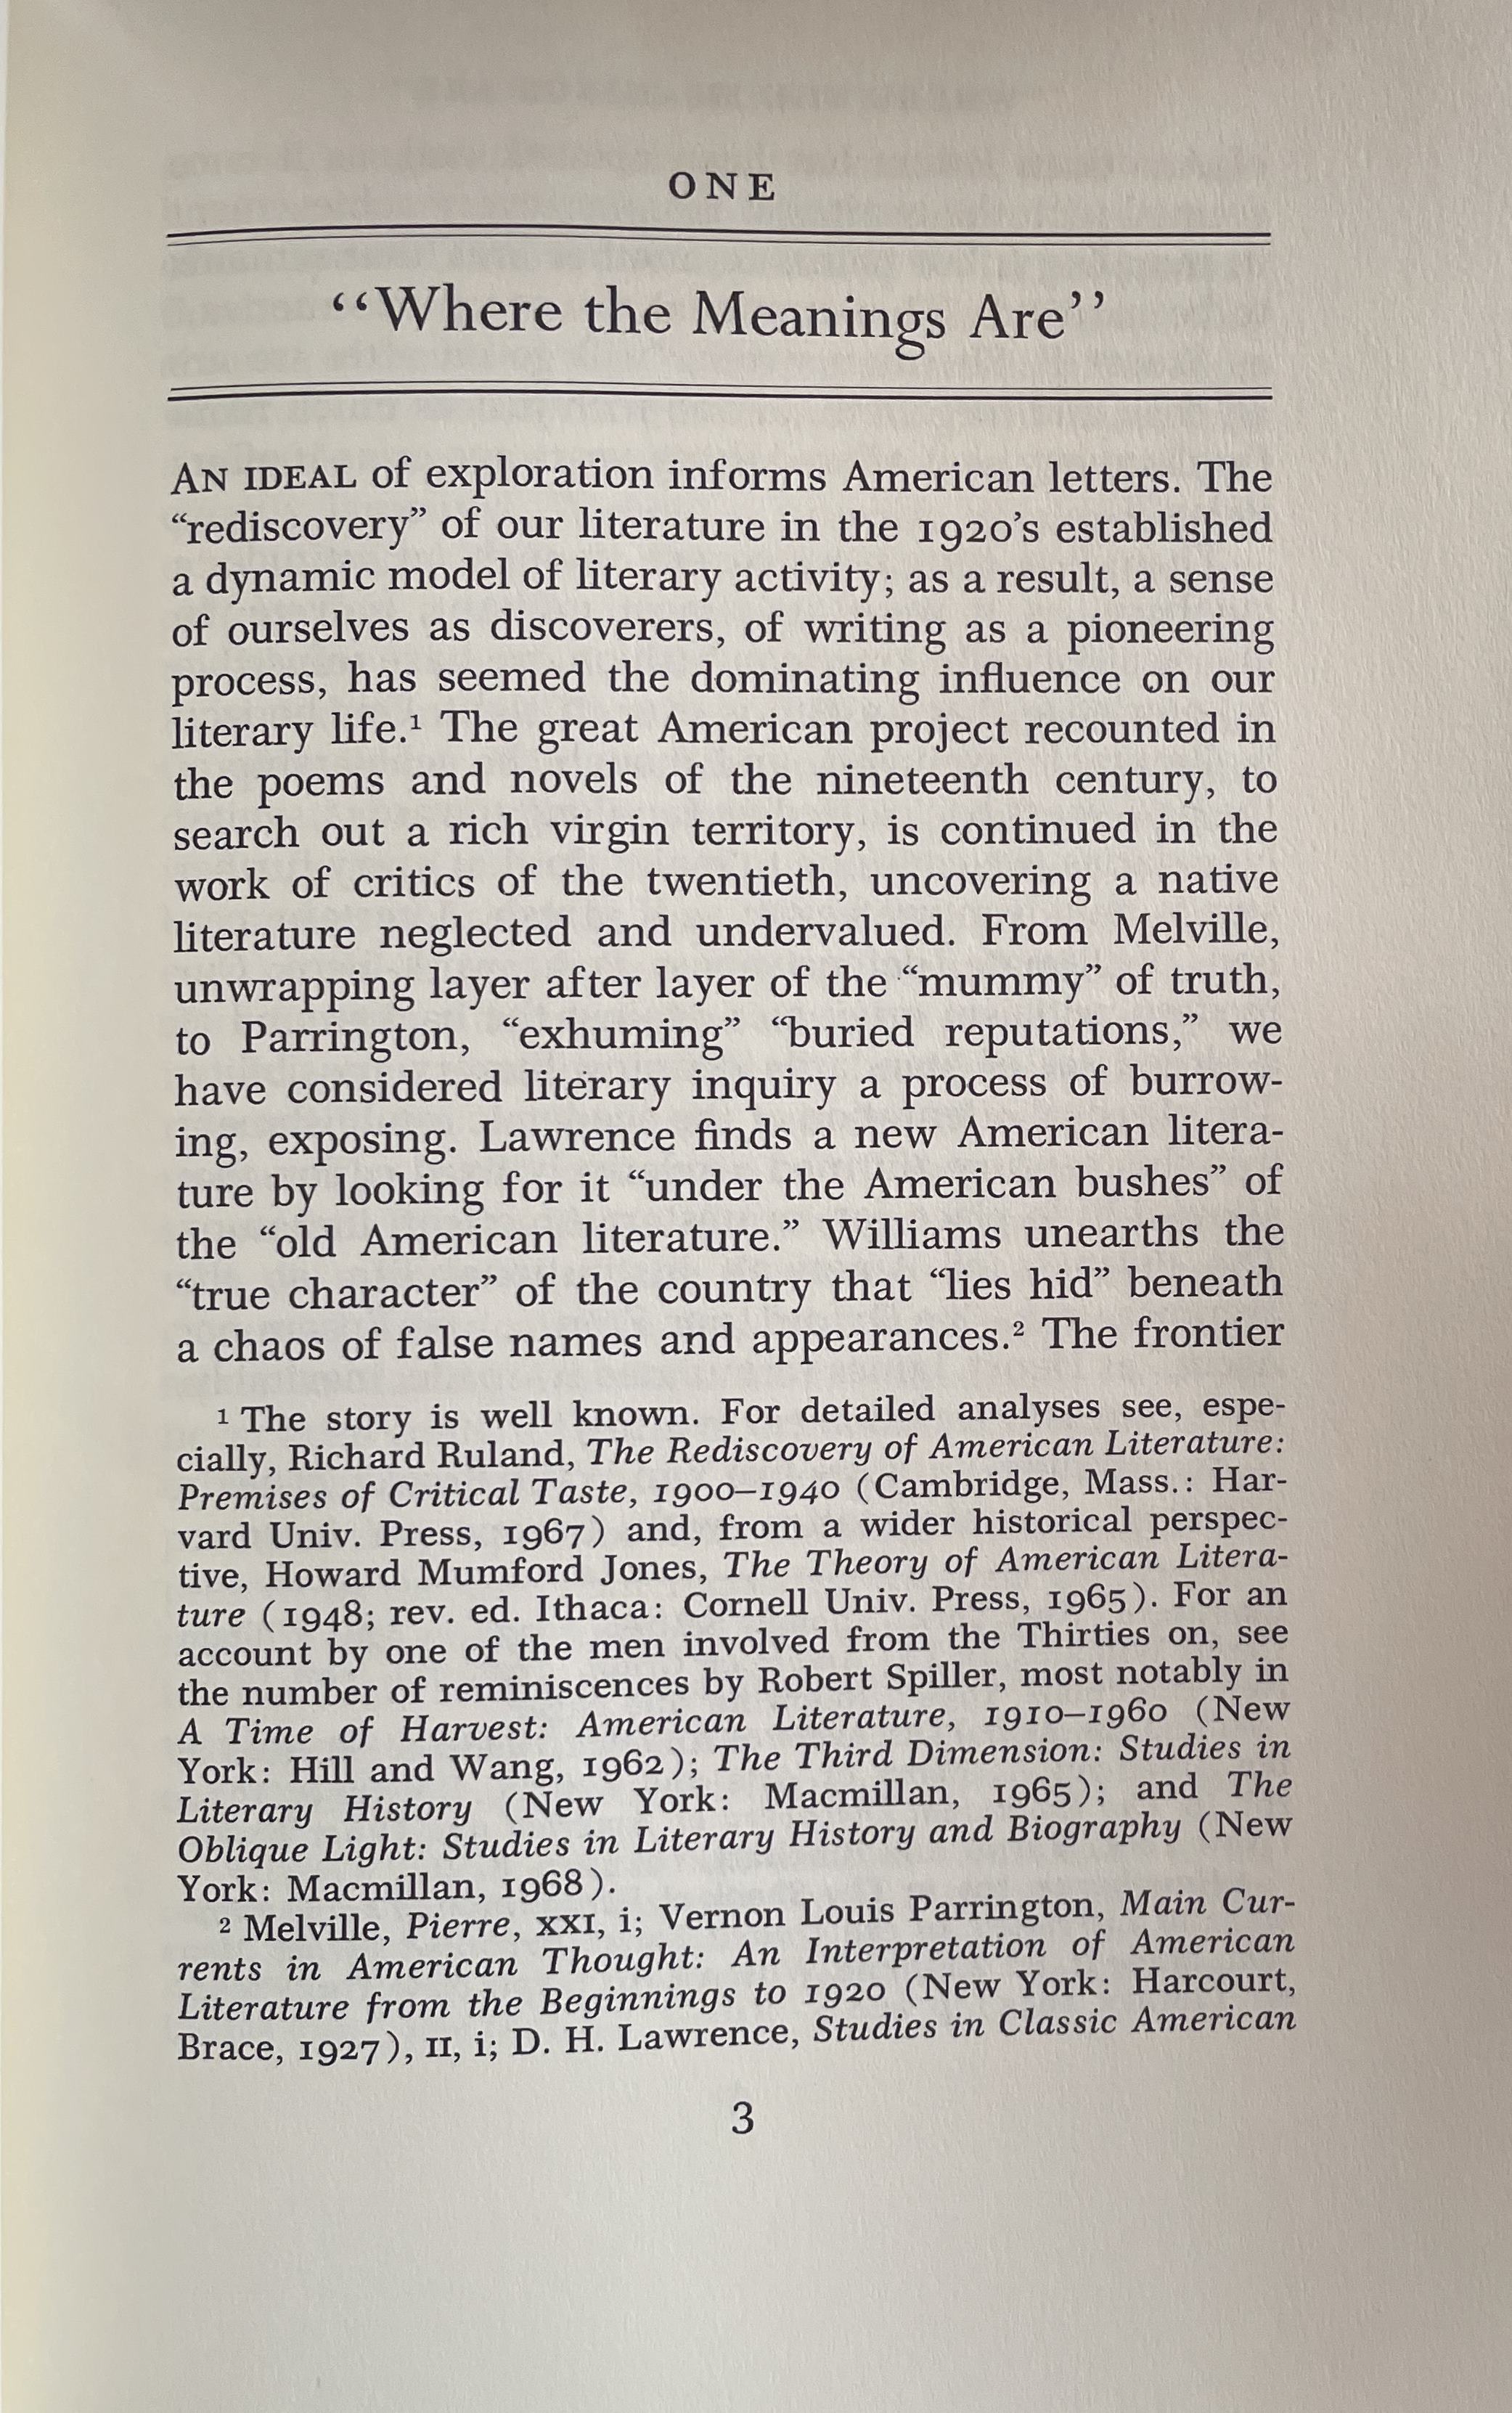 ONE
“Where the Meanings Are”
AN IDEAL of exploration informs American letters. The
“rediscovery” of our literature in the 1920’s established
a dynamic model of literary activity; as a result, a sense
of ourselves as discoverers, of writing as a pioneering
process, has seemed the dominating influence on our
literary life.¹ The great American project recounted in
the poems and novels of the nineteenth century, to
search out a rich virgin territory, is continued in the
work of critics of the twentieth, uncovering a native
literature neglected and undervalued. From Melville,
unwrapping layer after layer of the “mummy” of truth,
to Parrington, “exhuming” “buried reputations,” we
have considered literary inquiry a process of burrow-
ing, exposing. Lawrence finds a new American litera-
ture by looking for it “under the American bushes” of
the “old American literature.” Williams unearths the
“true character” of the country that “lies hid” beneath
a chaos of false names and appearances.² The frontier
¹ The story is well known. For detailed analyses see, espe-
cially, Richard Ruland, The Rediscovery of American Literature:
Premises of Critical Taste, 1900–1940 (Cambridge, Mass.: Har-
vard Univ. Press, 1967) and, from a wider historical perspec-
tive, Howard Mumford Jones, The Theory of American Litera-
ture (1948; rev. ed. Ithaca: Cornell Univ. Press, 1965). For an
account by one of the men involved from the Thirties on, see
the number of reminiscences by Robert Spiller, most notably in
A Time of Harvest: American Literature, 1910–1960 (New
York: Hill and Wang, 1962); The Third Dimension: Studies in
Literary History (New York: Macmillan, 1965); and The
Oblique Light: Studies in Literary History and Biography (New
York: Macmillan, 1968).
² Melville, Pierre, XXI, i; Vernon Louis Parrington, Main Cur-
rents in American Thought: An Interpretation of American
Literature from the Beginnings to 1920 (New York: Harcourt,
Brace, 1927), II, i; D. H. Lawrence, Studies in Classic American
3